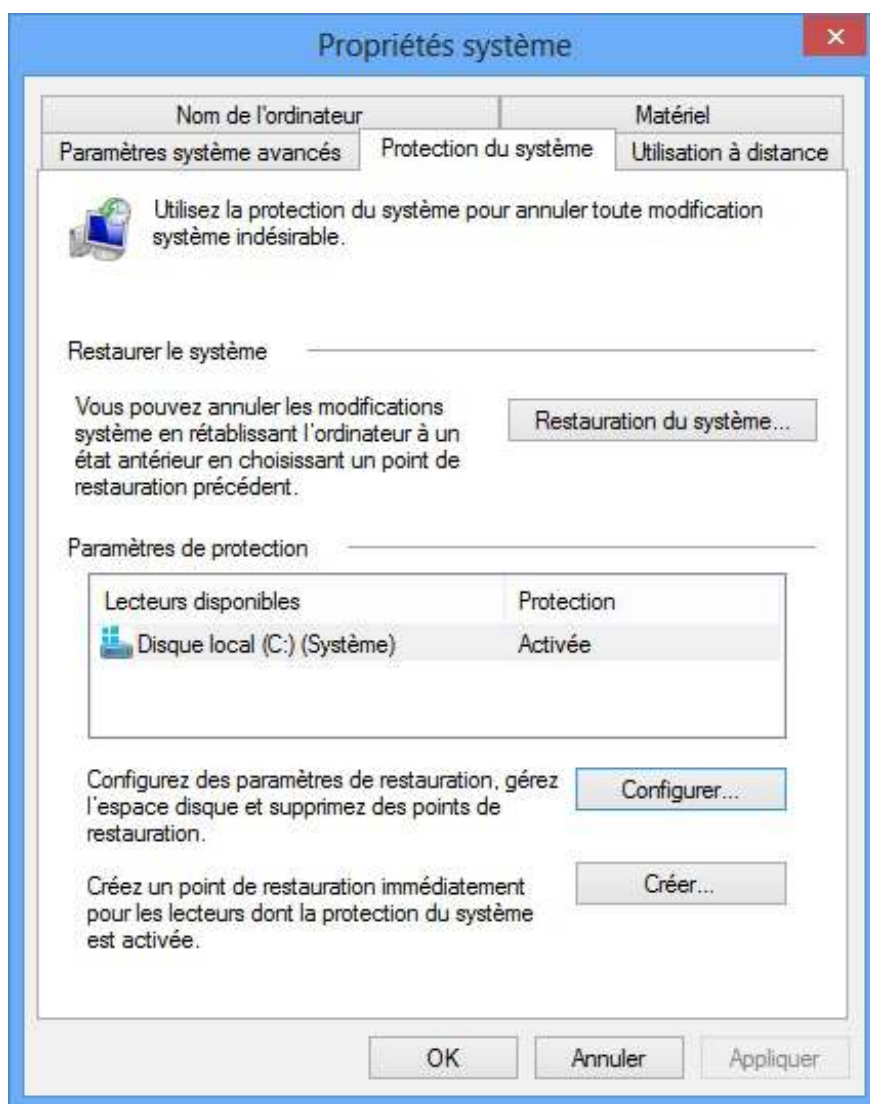 Propriétés système
Nom de l'ordinateur
Matériel
Paramètres système avancés
Protection du système
Utilisation à distance
Utilisez la protection du système pour annuler toute modification
système indésirable.
Restaurer le système
Vous pouvez annuler les modifications
système en rétablissant l'ordinateur à un
état antérieur en choisissant un point de
restauration précédent.
Restauration du système...
Paramètres de protection
Lecteurs disponibles
Protection
Disque local (C:) (Système)
Activée
Configurez des paramètres de restauration, gérez
l'espace disque et supprimez des points de
restauration.
Configurer...
Créez un point de restauration immédiatement
pour les lecteurs dont la protection du système
est activée.
Créer...
OK
Annuler
Appliquer